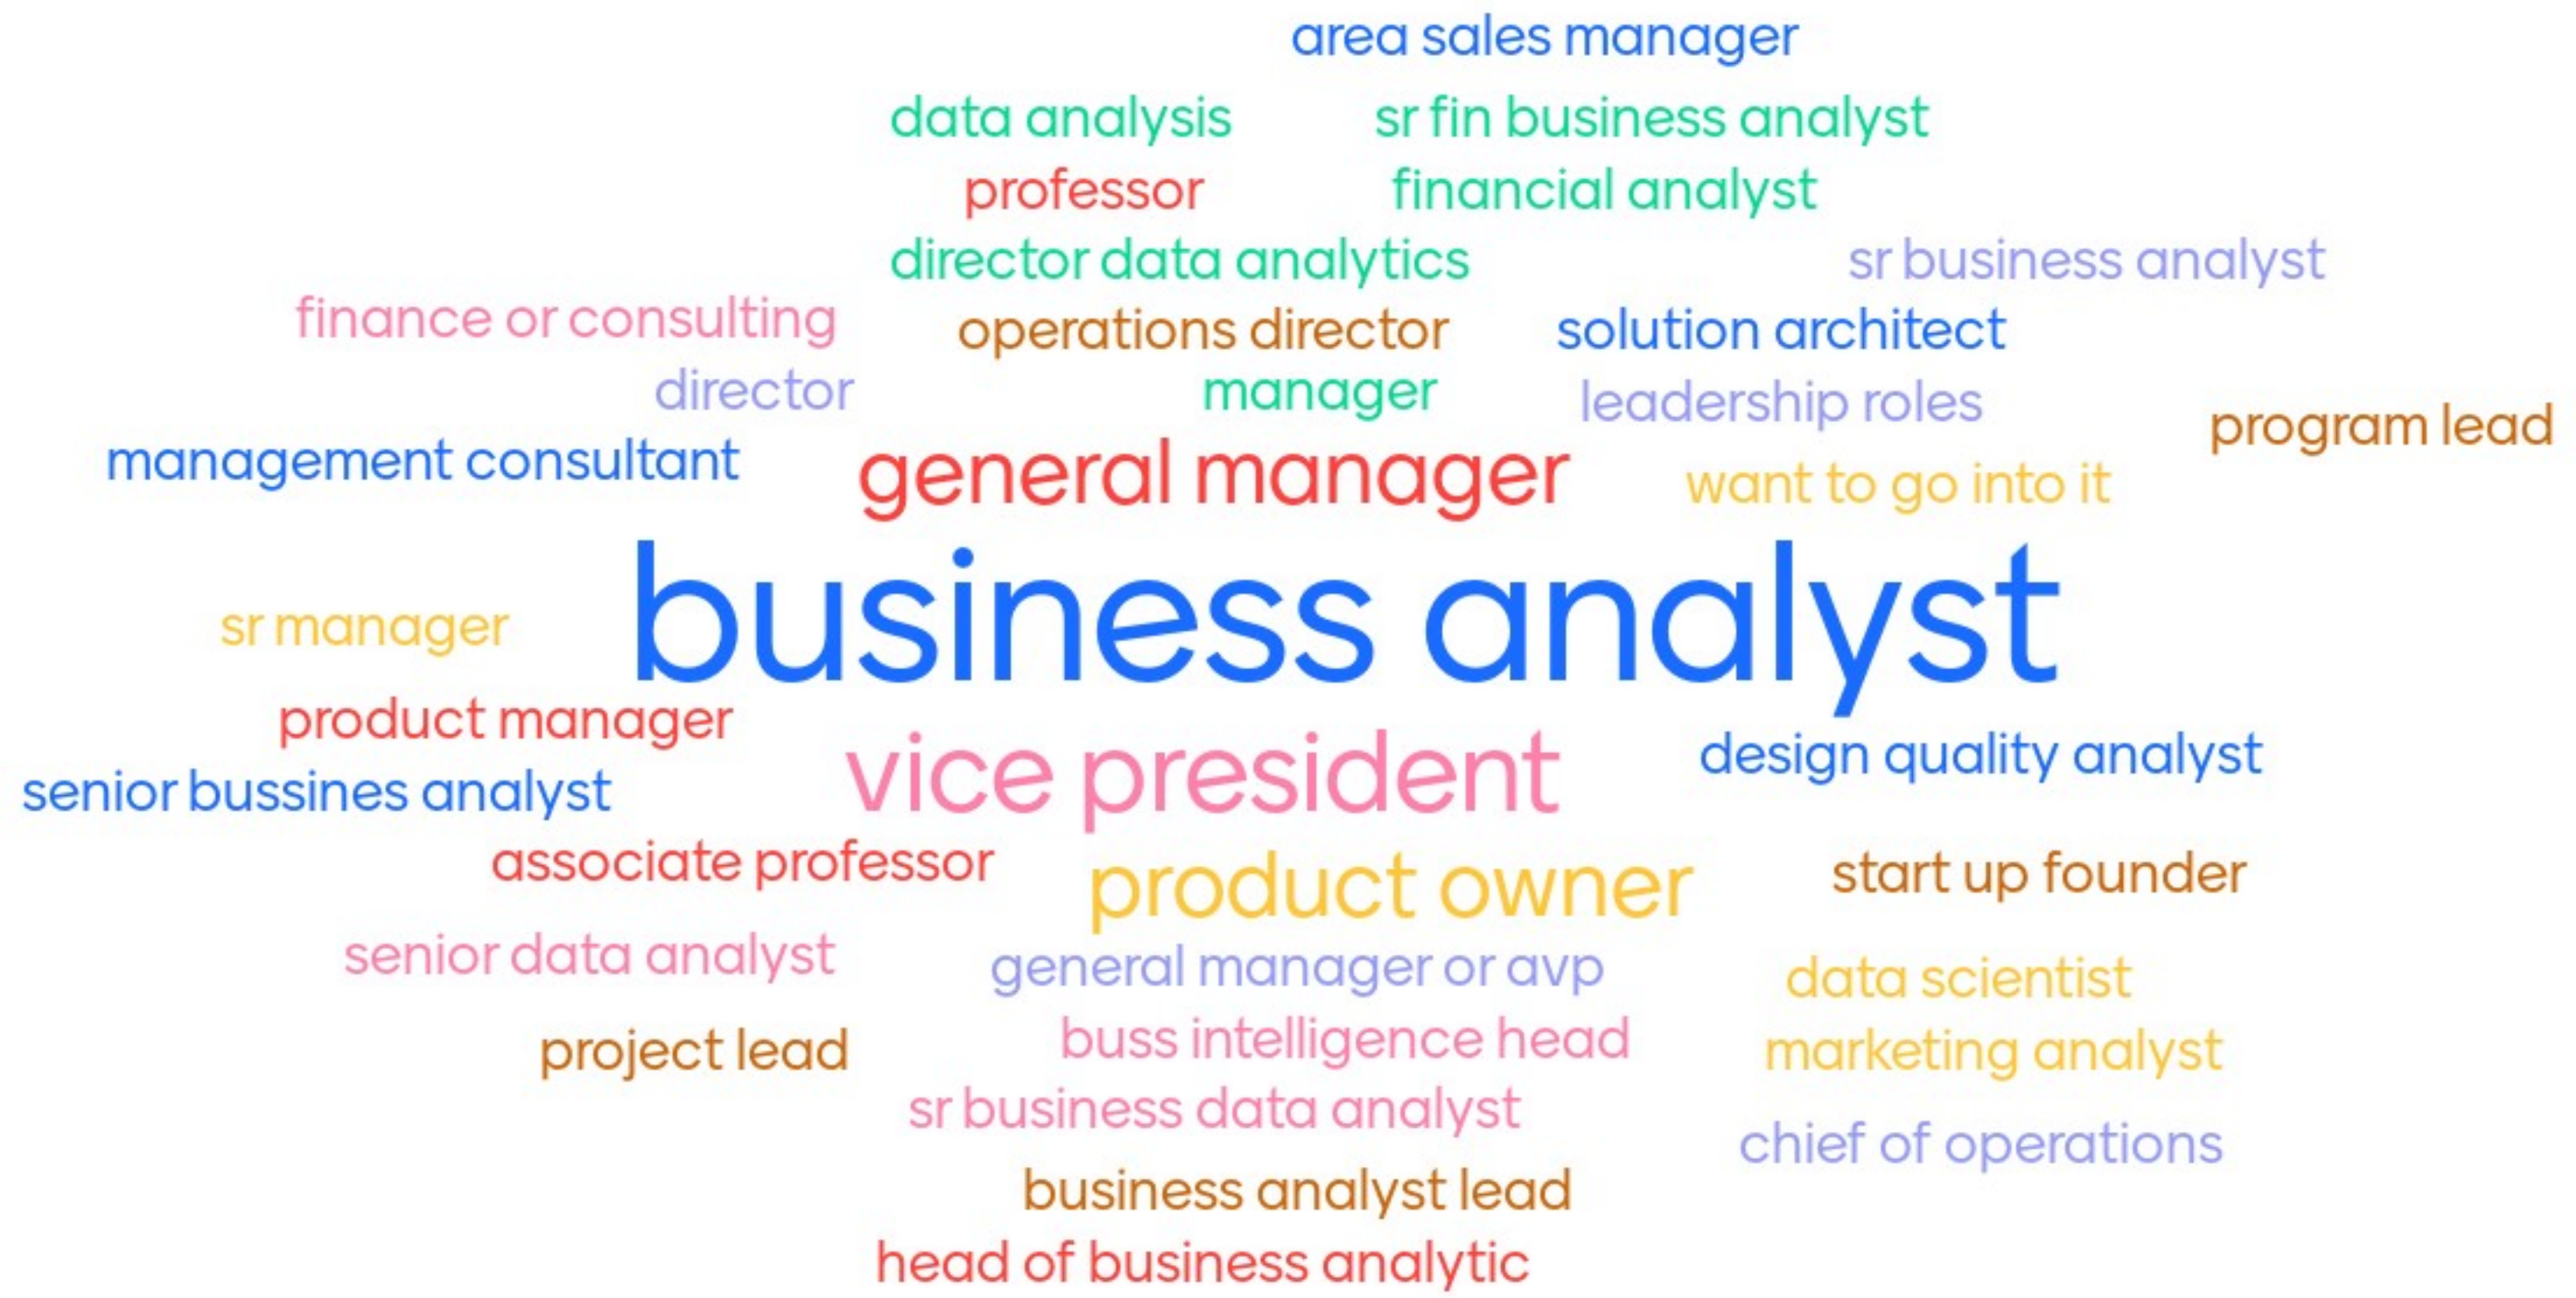 area sales manager
data analysis
sr fin business analyst
professor
financial analyst
director data analytics
sr business analyst
finance or consulting
operations director
solution architect
director
manager
leadership roles
program lead
management consultant
general manager
want to go into it
sr manager
business analyst
product manager
vice president
design quality analyst
senior bussines analyst
associate professor
product owner
start up founder
senior data analyst
general manager or avp
data scientist
project lead
buss intelligence head
marketing analyst
sr business data analyst
chief of operations
business analyst lead
head of business analytic